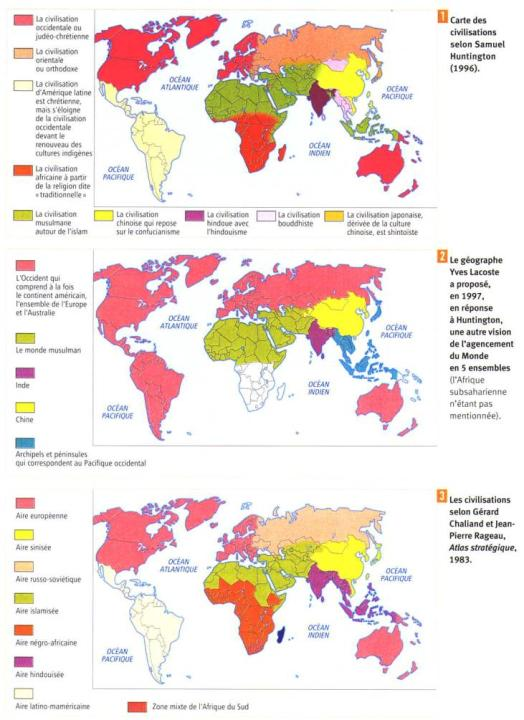 La civilisation
occidentale ou
judéo-chrétienne
La civilisation
orientale
ou orthodoxe
La civilisation
d'Amérique latine
est chrétienne,
mais s'éloigne
de la civilisation
occidentale
devant le
renouveau des
cultures indigènes
La civilisation
africaine à partir
de la religion dite
« traditionnelle »
La civilisation
musulmane
autour de l'islam
La civilisation
chinoise qui repose
sur le confucianisme
La civilisation
hindoue avec
l'hindouisme
La civilisation
bouddhiste
La civilisation japonaise,
dérivée de la culture
chinoise, est shintoïste
OCÉAN
ATLANTIQUE
OCÉAN
PACIFIQUE
OCÉAN
PACIFIQUE
OCÉAN
INDIEN
1 Carte des
civilisations
selon Samuel
Huntington
(1996).
L'Occident qui
comprend à la fois
le continent américain,
l'ensemble de l'Europe
et l'Australie
Le monde musulman
Inde
Chine
Archipels et péninsules
qui correspondent au Pacifique occidental
OCÉAN
ATLANTIQUE
OCÉAN
PACIFIQUE
OCÉAN
PACIFIQUE
OCÉAN
INDIEN
2 Le géographe
Yves Lacoste
a proposé,
en 1997,
en réponse
à Huntington,
une autre vision
de l'agencement
du Monde
en 5 ensembles
(l'Afrique
subsaharienne
n'étant pas
mentionnée).
Aire européenne
Aire sinisée
Aire russo-soviétique
Aire islamisée
Aire négro-africaine
Aire hindouisée
Aire latino-mamáricaine
Zone mixte de l'Afrique du Sud
OCÉAN
ATLANTIQUE
OCÉAN
PACIFIQUE
OCÉAN
PACIFIQUE
OCÉAN
INDIEN
3 Les civilisations
selon Gérard
Chaliand et Jean-
Pierre Rageau,
Atlas stratégique,
1983.